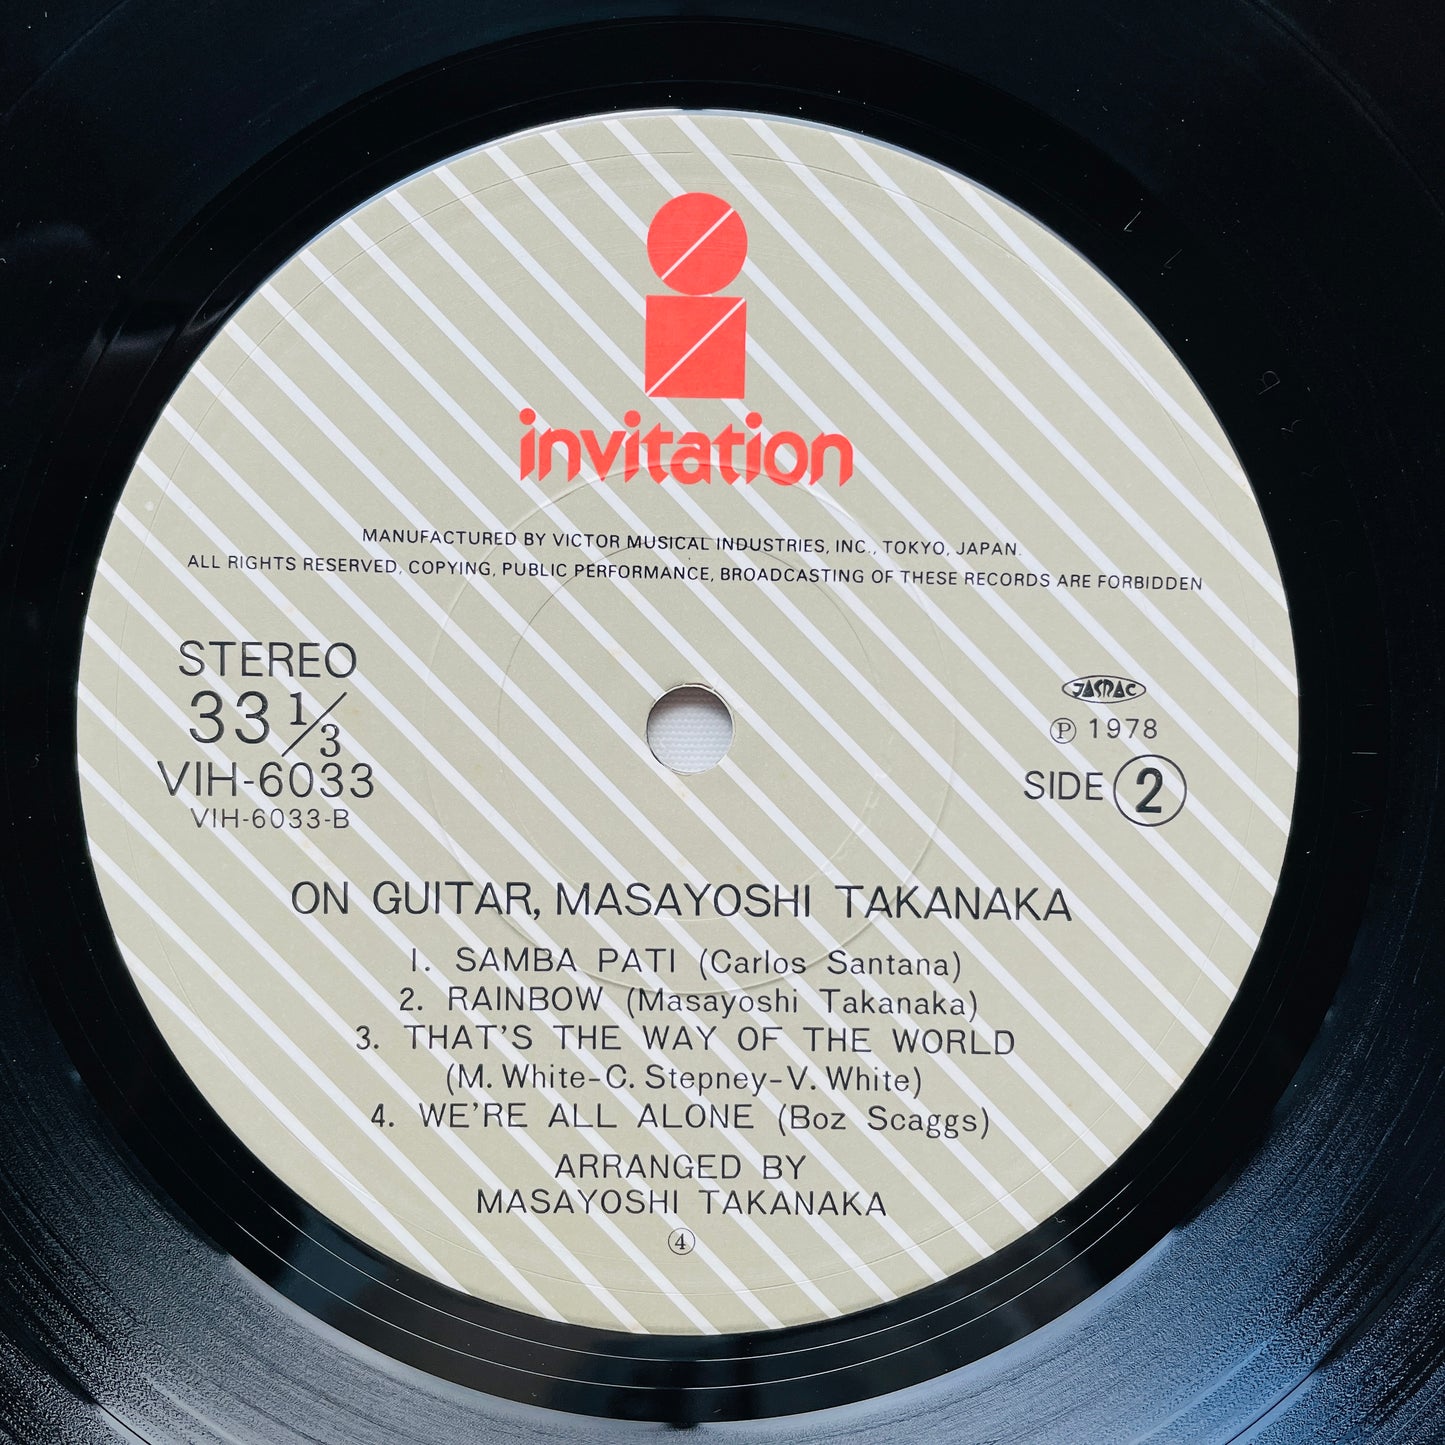 invitation
MANUFACTURED BY VICTOR MUSICAL INDUSTRIES, INC., TOKYO, JAPAN.
ALL RIGHTS RESERVED, COPYING, PUBLIC PERFORMANCE, BROADCASTING OF THESE RECORDS ARE FORBIDDEN
STEREO
33 1/3
VIH-6033
VIH-6033-B
JASRAC
Ⓟ 1978
SIDE 2
ON GUITAR, MASAYOSHI TAKANAKA
1. SAMBA PATI (Carlos Santana)
2. RAINBOW (Masayoshi Takanaka)
3. THAT'S THE WAY OF THE WORLD
(M. White-C. Stepney-V. White)
4. WE'RE ALL ALONE (Boz Scaggs)
ARRANGED BY
MASAYOSHI TAKANAKA
④